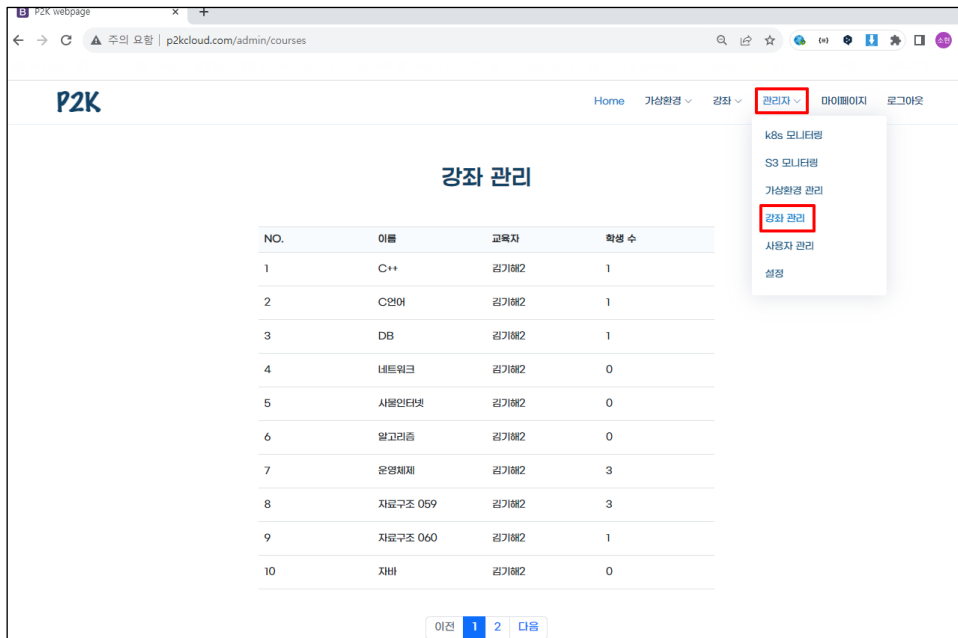 B P2K webpage × +
주의 요함 | p2kcloud.com/admin/courses
소현
P2K Home 가상환경 강좌 관리자 마이페이지 로그아웃
k8s 모니터링
S3 모니터링
가상환경 관리
강좌 관리
사용자 관리
설정
강좌 관리
NO. 이름 교육자 학생 수
1 C++ 김기해2 1
2 C언어 김기해2 1
3 DB 김기해2 1
4 네트워크 김기해2 0
5 사물인터넷 김기해2 0
6 알고리즘 김기해2 0
7 운영체제 김기해2 3
8 자료구조 059 김기해2 3
9 자료구조 060 김기해2 1
10 자바 김기해2 0
이전 1 2 다음